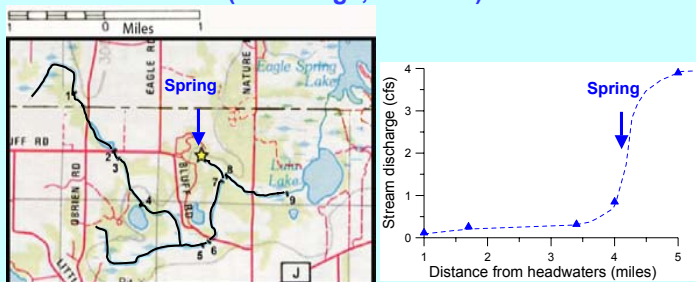 1
0
1
Miles
EAGLE RD
NATURE
Eagle Spring
Lake
Spring
1
UFF RD
2
3
BLUFF RD
8
7
Lake
9
OBRIEN RD
4
5
6
J
Stream discharge (cfs)
4
3
2
1
0
Spring
1
2
3
4
5
Distance from headwaters (miles)